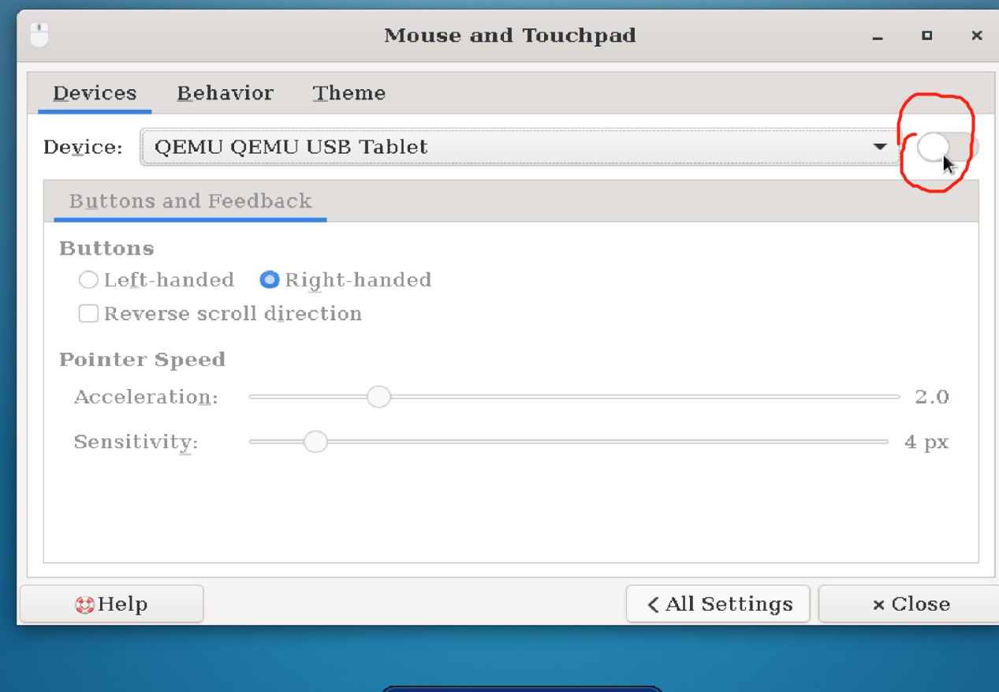 Mouse and Touchpad
Devices Behavior Theme
Device: QEMU QEMU USB Tablet
Buttons and Feedback
Buttons
Left-handed Right-handed
Reverse scroll direction
Pointer Speed
Acceleration: 2.0
Sensitivity: 4 px
Help All Settings Close